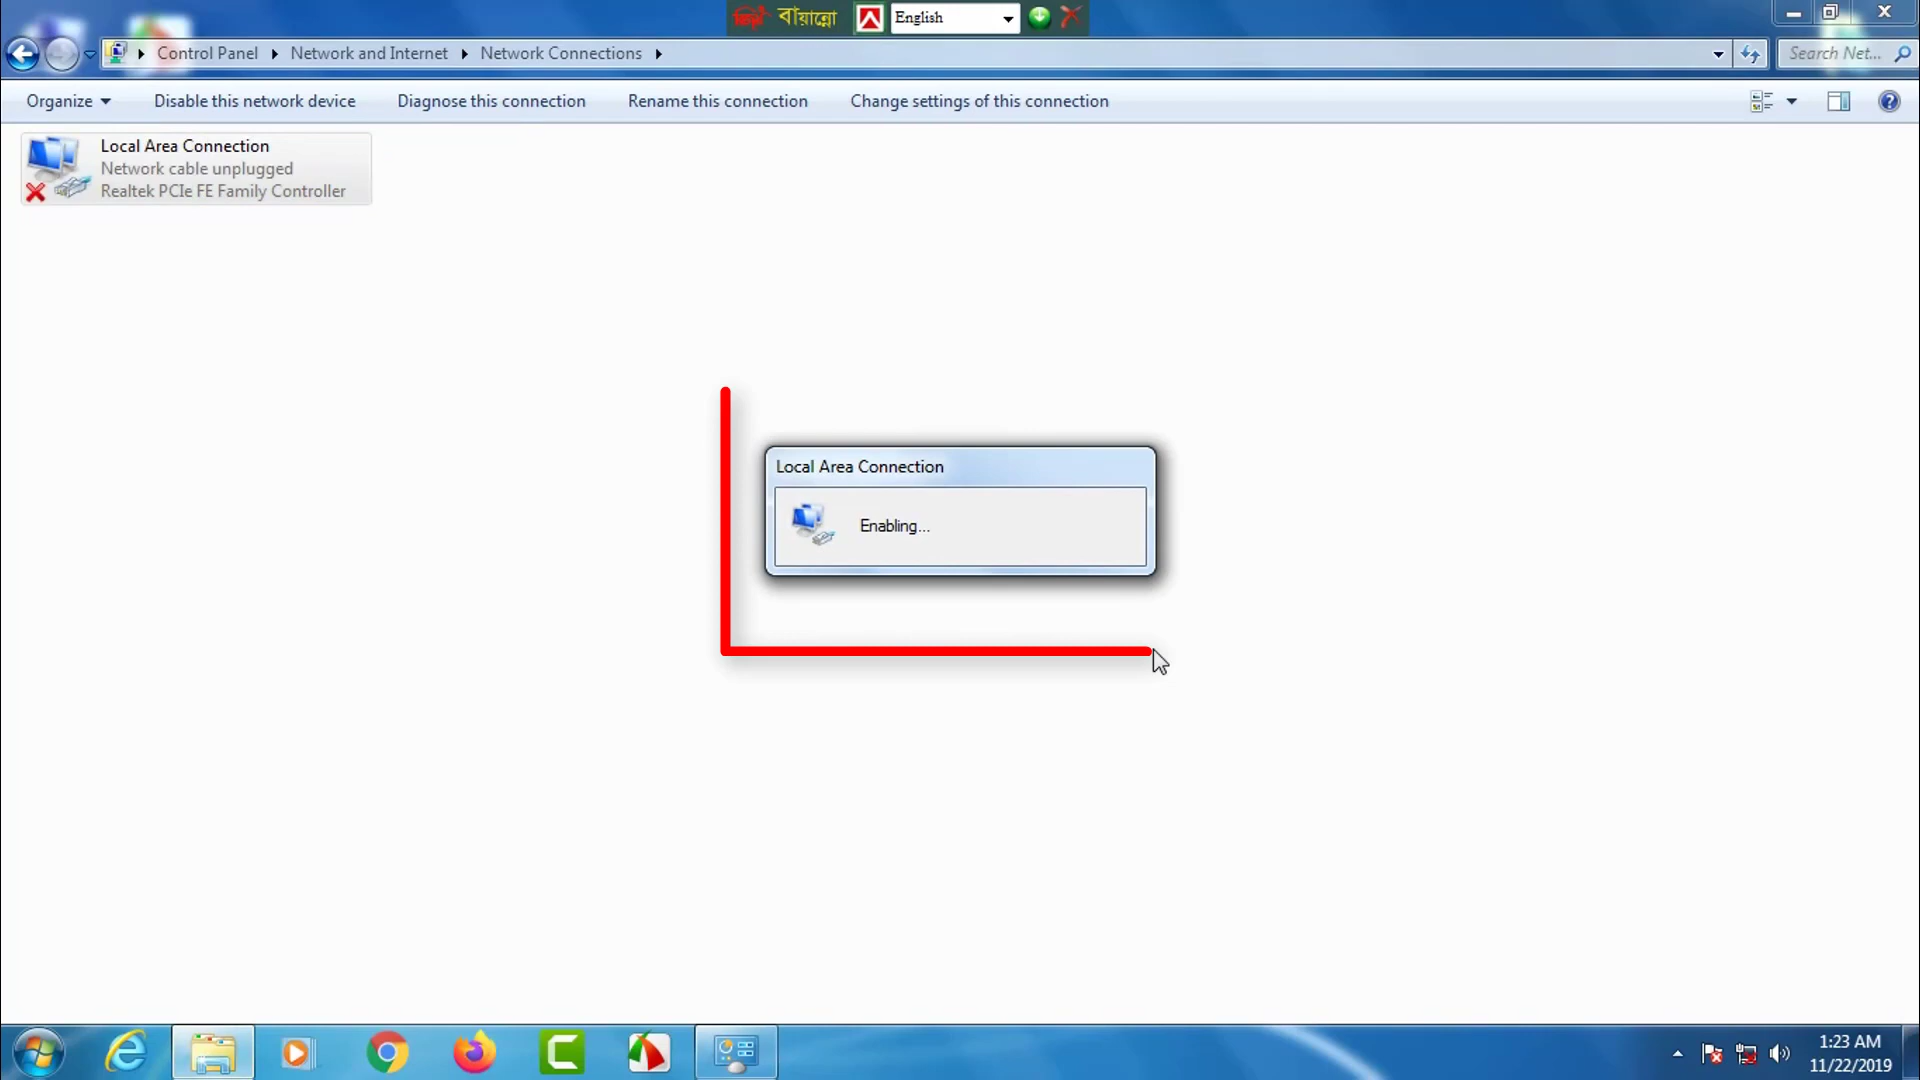 বায়ান্নো
English
Control Panel
Network and Internet
Network Connections
Search Net...
Organize
Disable this network device
Diagnose this connection
Rename this connection
Change settings of this connection
Local Area Connection
Network cable unplugged
Realtek PCIe FE Family Controller
Local Area Connection
Enabling...
1:23 AM
11/22/2019